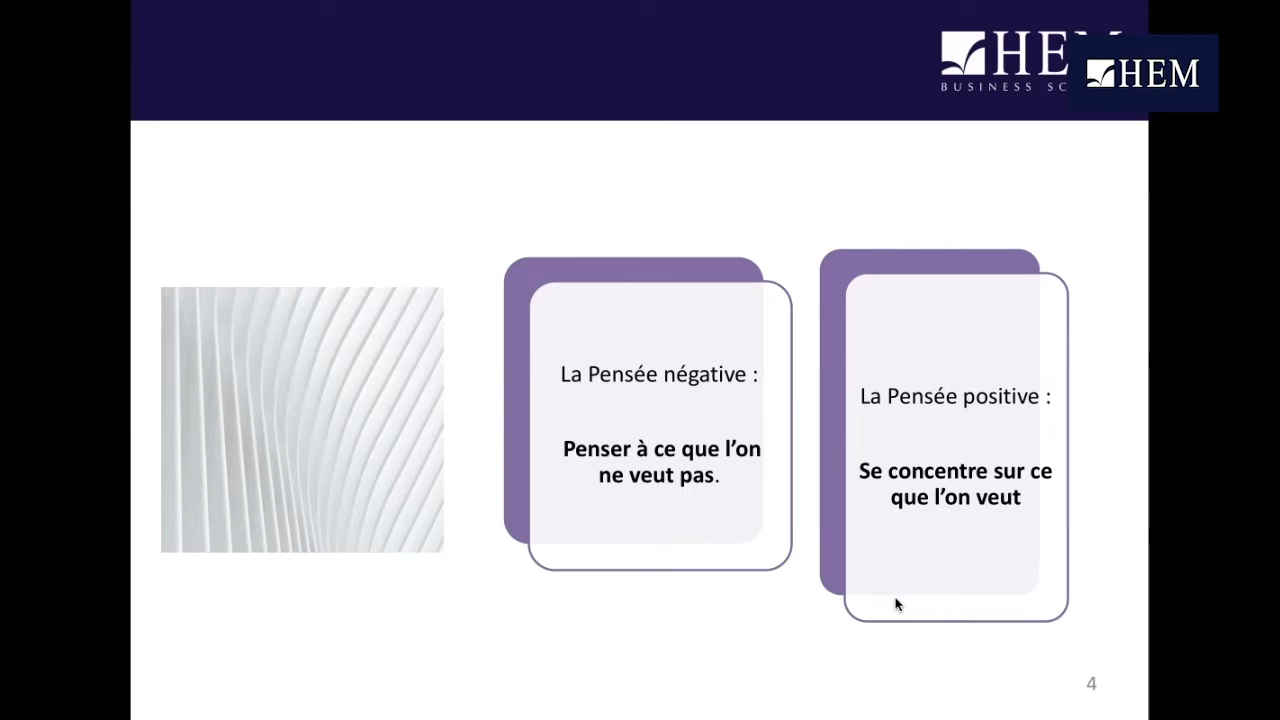 HEM
BUSINESS
HEM
La Pensée négative :
Penser à ce que l’on
ne veut pas.
La Pensée positive :
Se concentre sur ce
que l’on veut
4